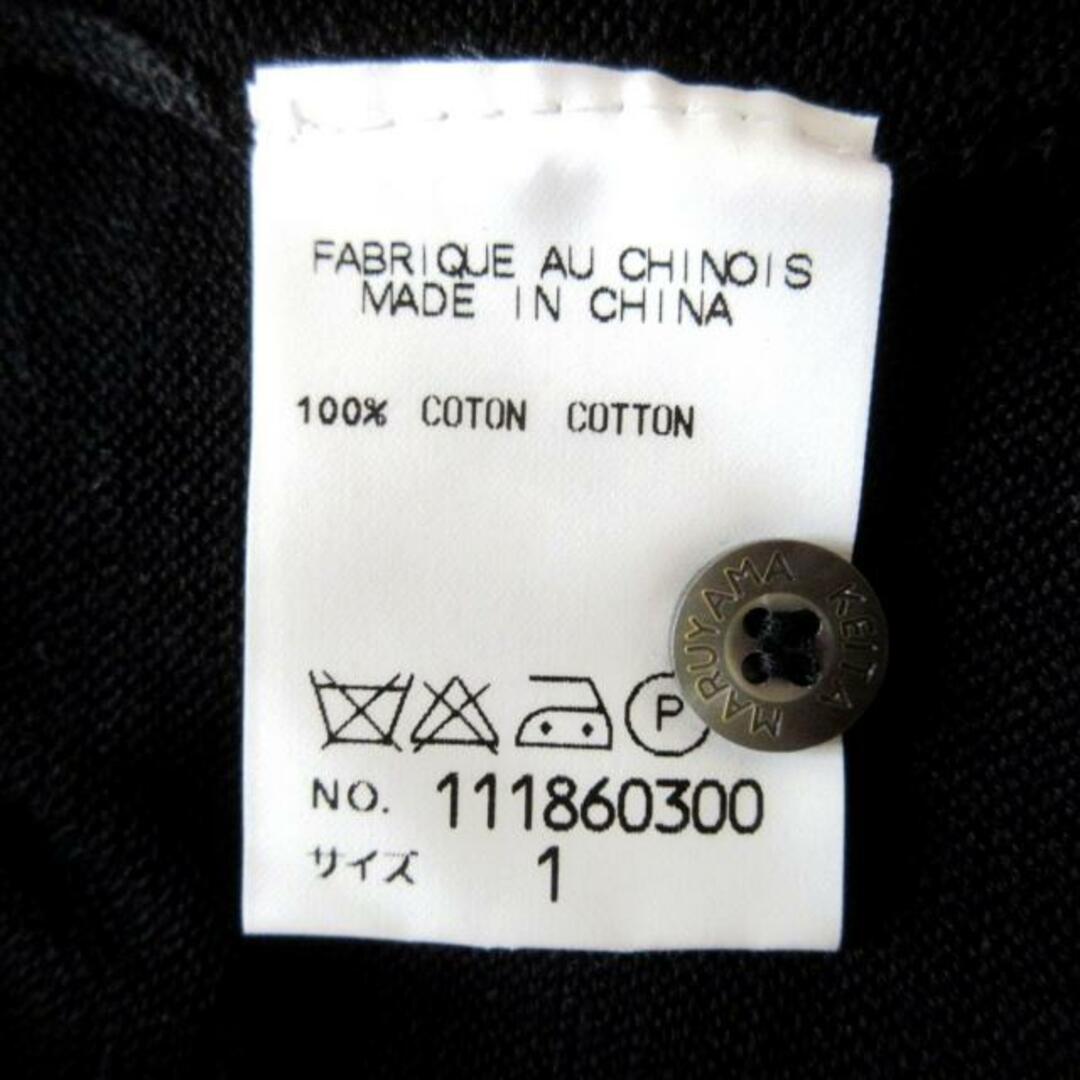 FABRIQUE AU CHINOIS
MADE IN CHINA
100% COTON COTTON
MARUYAMA KEITA
P
NO. 111860300
サイズ 1